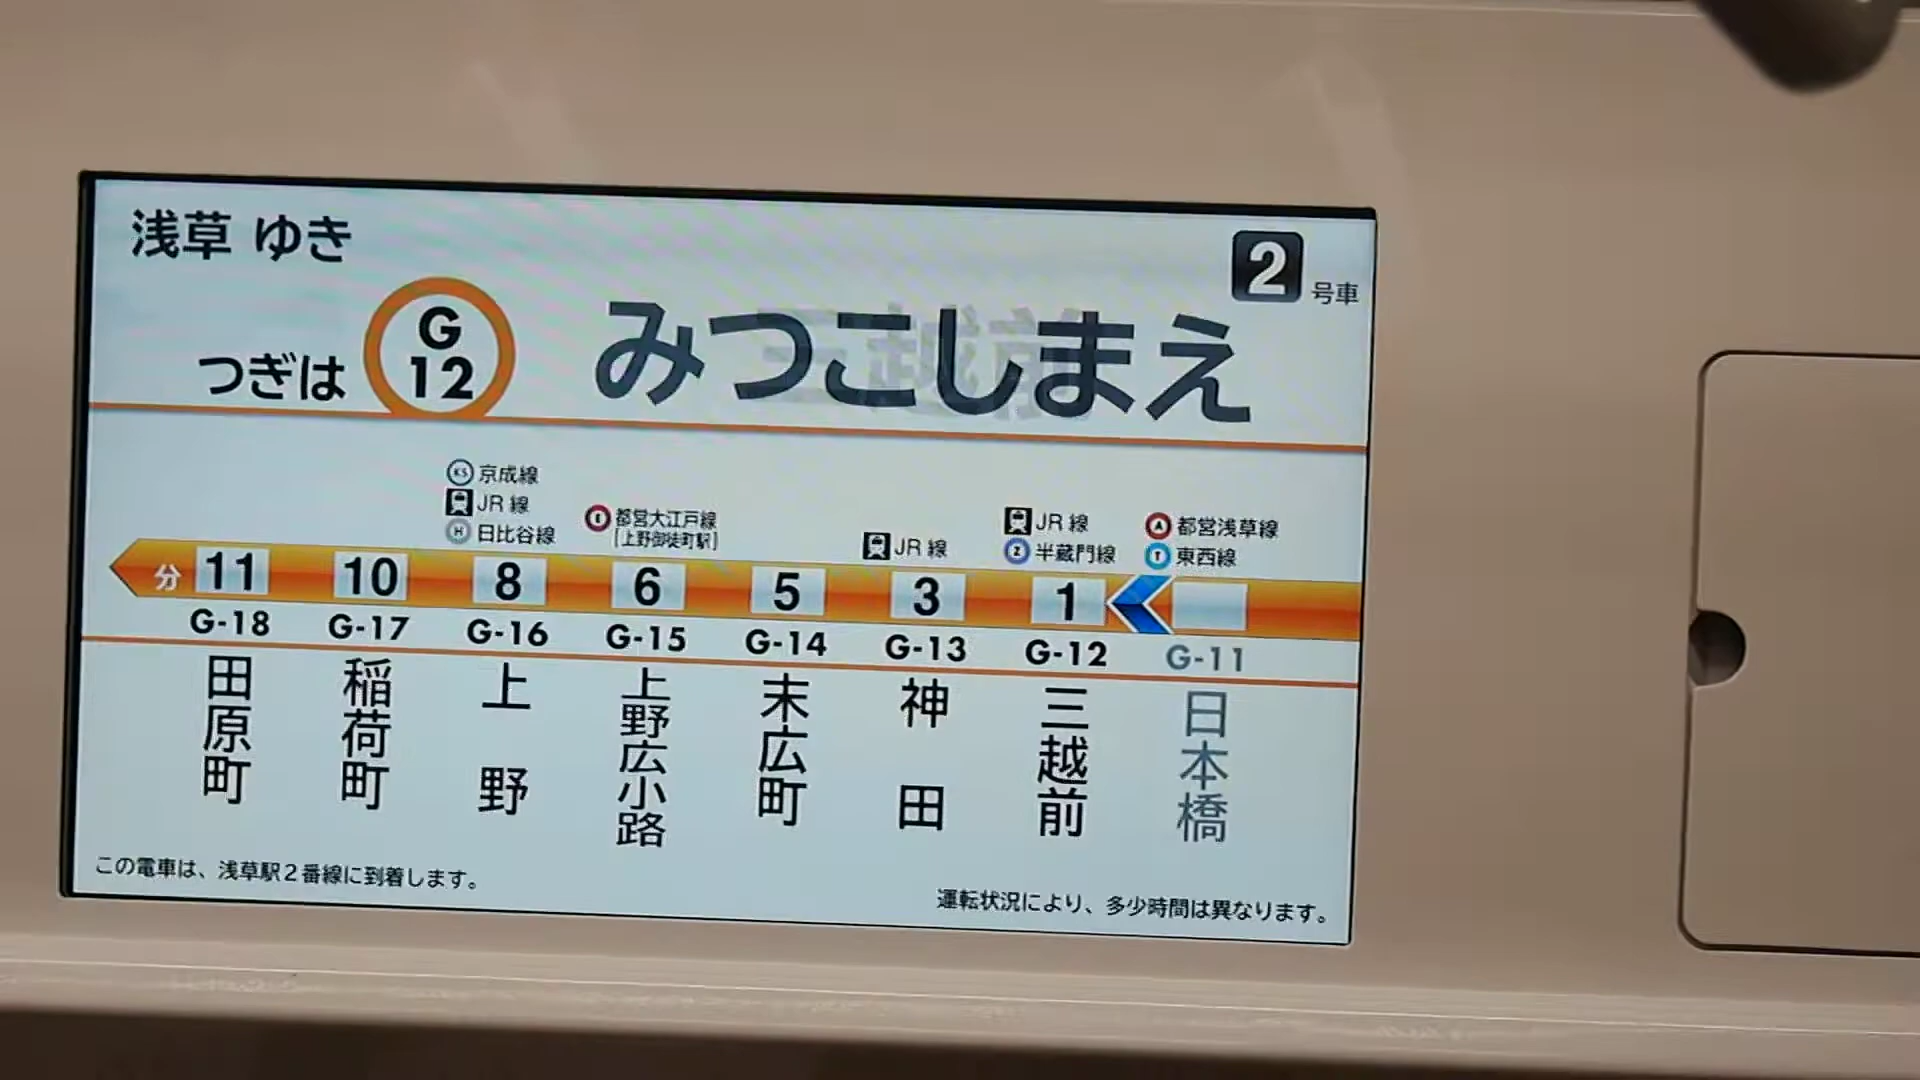 浅草 ゆき
2 号車
つぎは G 12 みつこしまえ
三越前
KS 京成線
JR 線
H 日比谷線
E 都営大江戸線
[上野御徒町駅]
JR 線
JR 線
Z 半蔵門線
A 都営浅草線
T 東西線
分 11 10 8 6 5 3 1
G-18 G-17 G-16 G-15 G-14 G-13 G-12 G-11
田原町
稲荷町
上野
上野広小路
末広町
神田
三越前
日本橋
この電車は、浅草駅2番線に到着します。
運転状況により、多少時間は異なります。